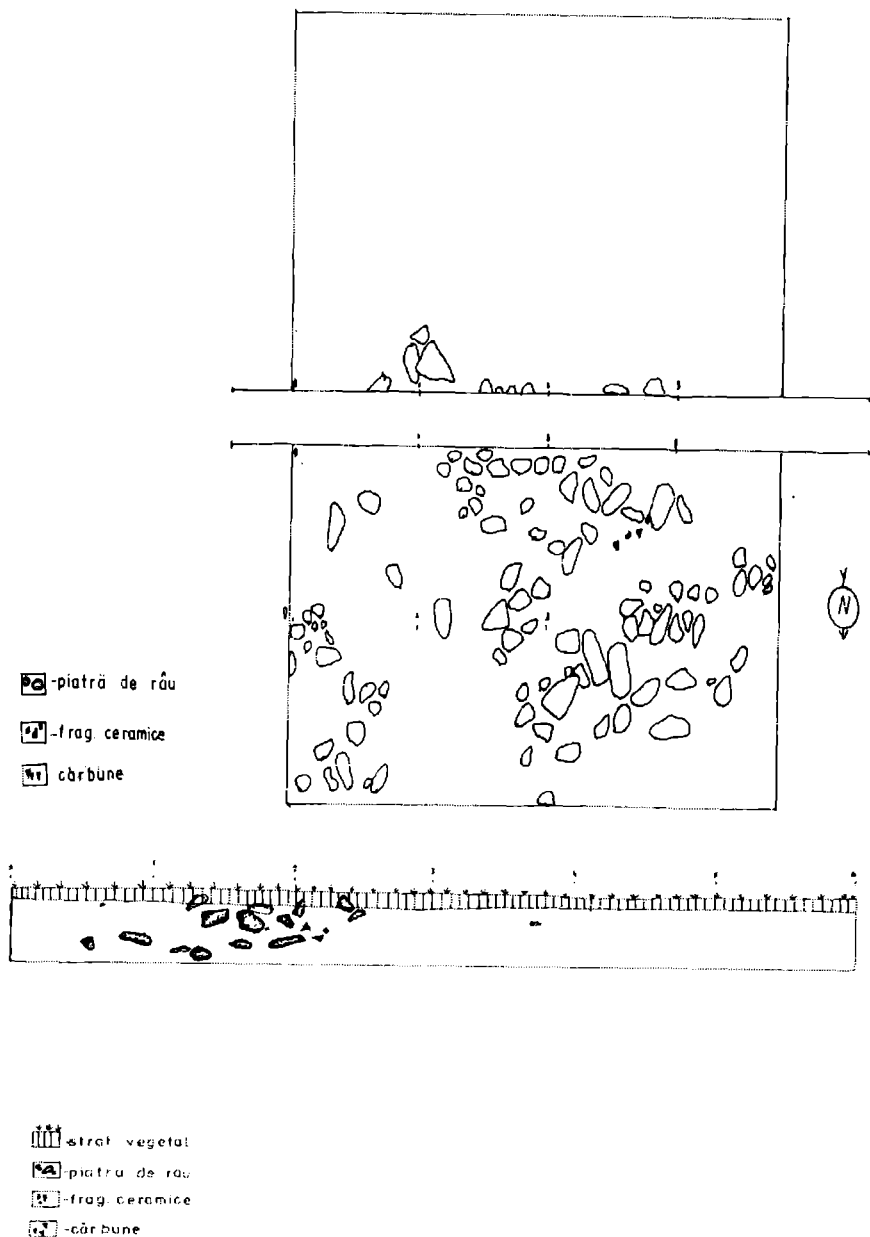 N
-piatră de râu
-frag. ceramice
cărbune
strat vegetal
-piatra de râu
-frag. ceramice
-cărbune